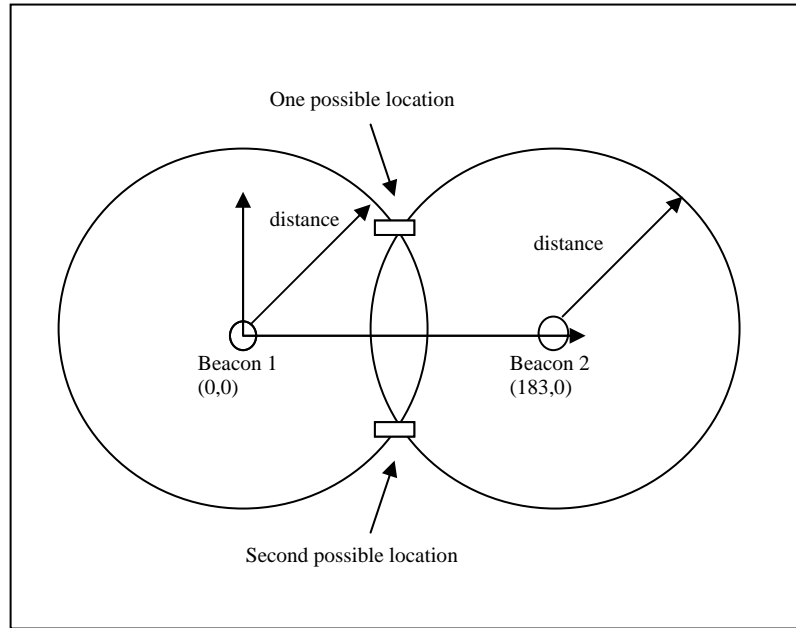 One possible location
distance
distance
Beacon 1
(0,0)
Beacon 2
(183,0)
Second possible location